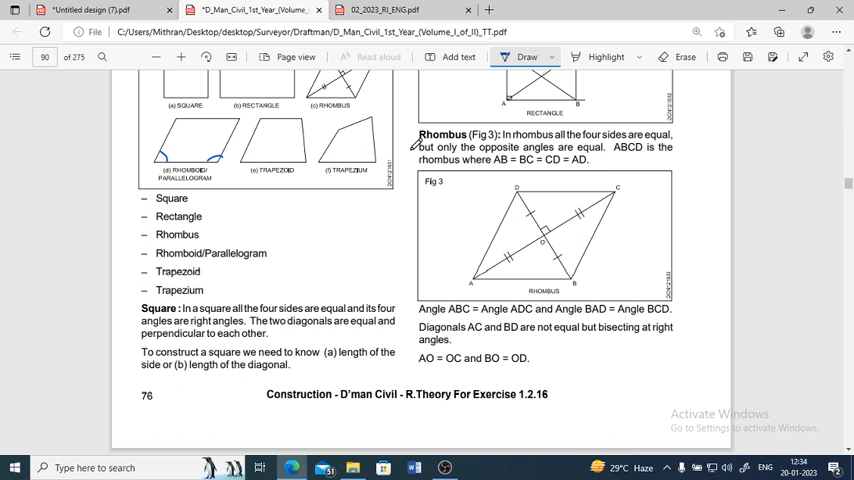 *Untitled design (7).pdf
*D_Man_Civil_1st_Year_(Volume_I_
02_2023_RI_ENG.pdf
File
C:/Users/Mithran/Desktop/desktop/Surveyor/Draftman/D_Man_Civil_1st_Year_(Volume_I_of_II)_TT.pdf
90 of 275
Page view
Read aloud
Add text
Draw
Highlight
Erase
(a) SQUARE
(b) RECTANGLE
(c) RHOMBUS
(d) RHOMBOID/
PARALLELOGRAM
(e) TRAPEZOID
(f) TRAPEZIUM
– Square
– Rectangle
– Rhombus
– Rhomboid/Parallelogram
– Trapezoid
– Trapezium
Square : In a square all the four sides are equal and its four
angles are right angles. The two diagonals are equal and
perpendicular to each other.
To construct a square we need to know (a) length of the
side or (b) length of the diagonal.
A
B
RECTANGLE
Rhombus (Fig 3): In rhombus all the four sides are equal,
but only the opposite angles are equal. ABCD is the
rhombus where AB = BC = CD = AD.
Fig 3
D
C
O
A
B
RHOMBUS
Angle ABC = Angle ADC and Angle BAD = Angle BCD.
Diagonals AC and BD are not equal but bisecting at right
angles.
AO = OC and BO = OD.
76
Construction - D'man Civil - R.Theory For Exercise 1.2.16
Activate Windows
Go to Settings to activate Windows.
Type here to search
51
29°C Haze
ENG
12:34
20-01-2023
2